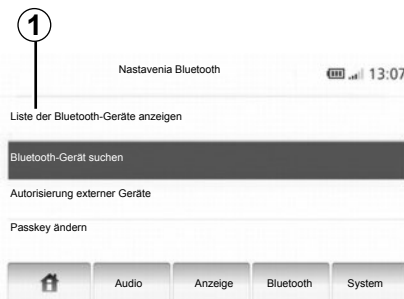 1
Nastavenia Bluetooth
13:07
Liste der Bluetooth-Geräte anzeigen
Bluetooth-Gerät suchen
Autorisierung externer Geräte
Passkey ändern
Audio
Anzeige
Bluetooth
System